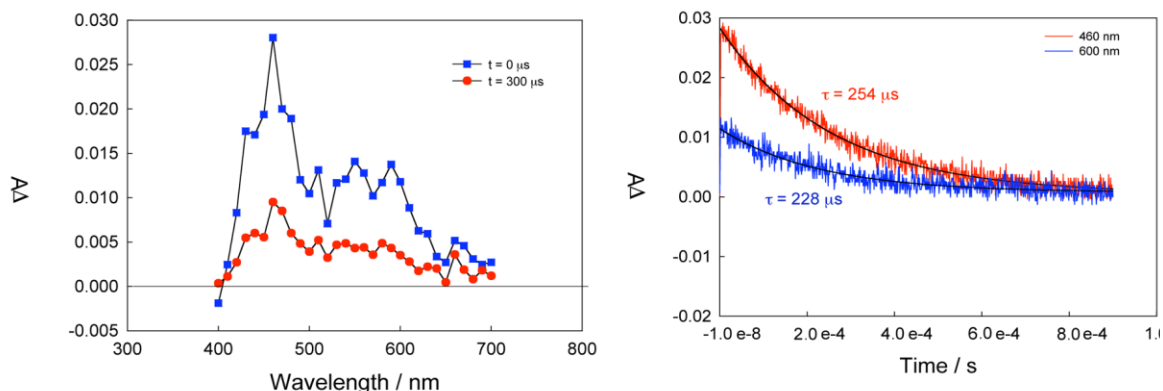 0.030
0.025
0.020
0.015
0.010
0.005
0.000
-0.005
300
400
500
600
700
800
ΔA
Wavelength / nm
t = 0 μs
t = 300 μs
0.03
0.02
0.01
0.00
-0.01
-0.02
-1.0 e-8
2.0 e-4
4.0 e-4
6.0 e-4
8.0 e-4
1.0
ΔA
Time / s
460 nm
600 nm
τ = 254 μs
τ = 228 μs